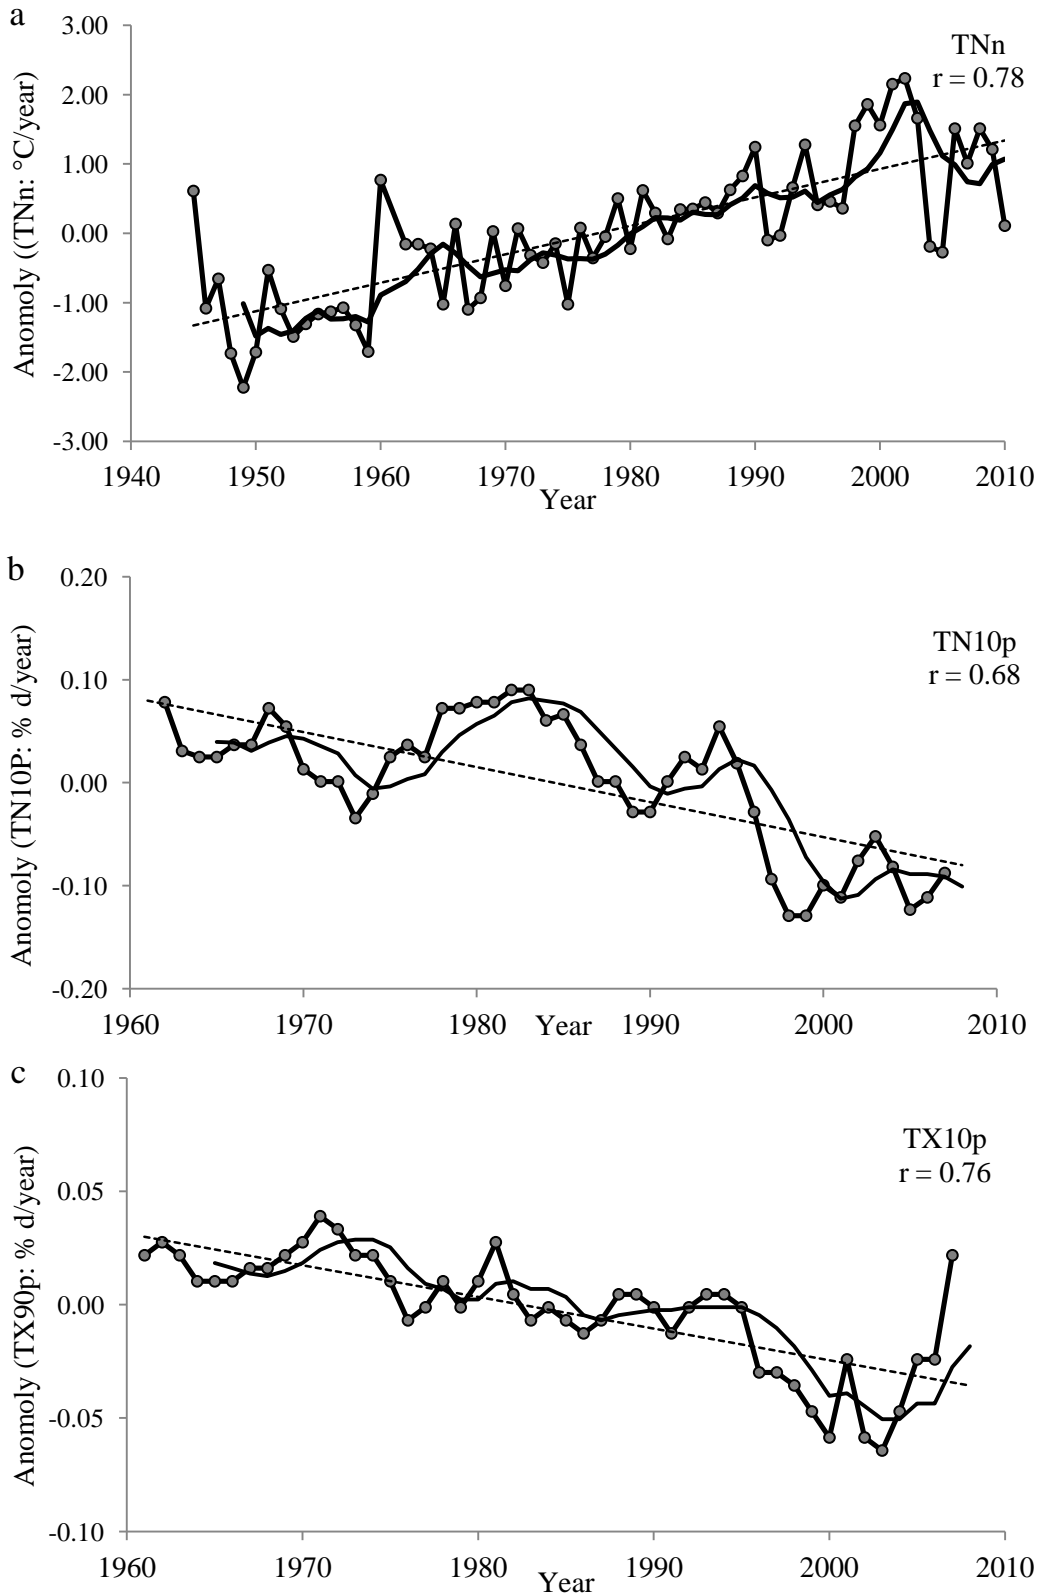 a
3.00
TNn
r = 0.78
2.00
1.00
0.00
-1.00
-2.00
-3.00
Anomoly ((TNn: °C/year)
1940 1950 1960 1970 1980 1990 2000 2010
Year
b
0.20
TN10p
r = 0.68
0.10
0.00
-0.10
-0.20
Anomoly (TN10P: % d/year)
1960 1970 1980 Year 1990 2000 2010
c
0.10
TX10p
r = 0.76
0.05
0.00
-0.05
-0.10
Anomoly (TX90p: % d/year)
1960 1970 1980 1990 2000 2010
Year